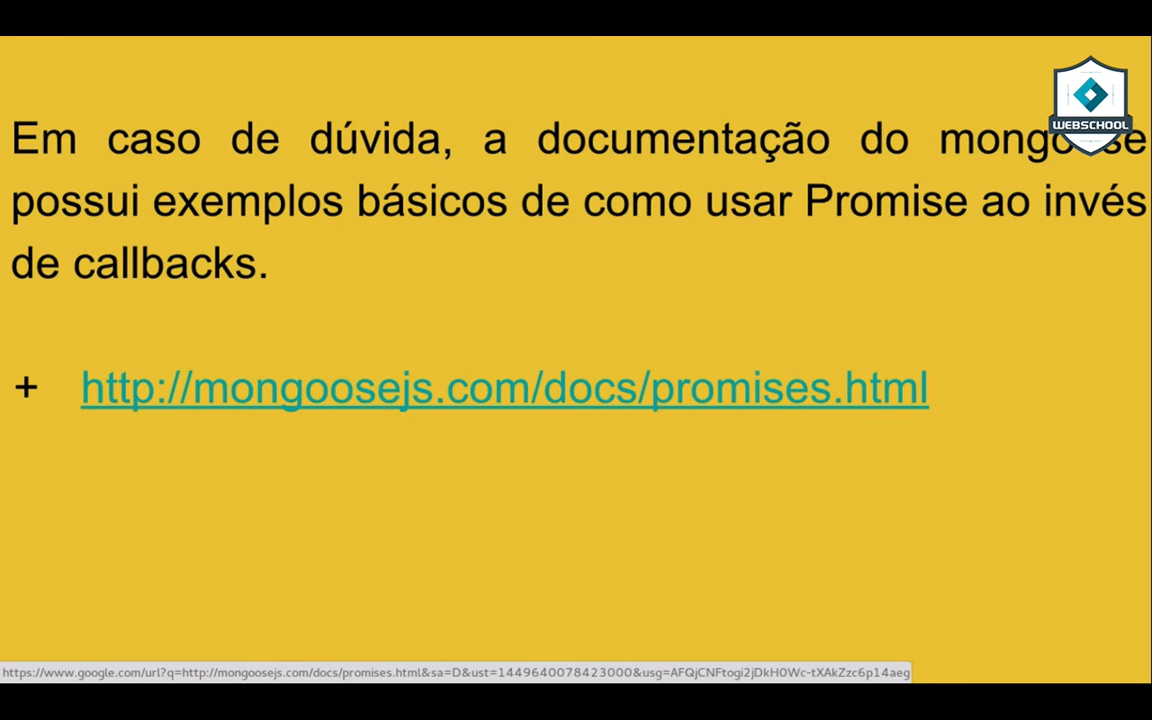 WEBSCHOOL
Em caso de dúvida, a documentação do mongoose
possui exemplos básicos de como usar Promise ao invés
de callbacks.
+ http://mongoosejs.com/docs/promises.html
https://www.google.com/url?q=http://mongoosejs.com/docs/promises.html&sa=D&ust=1449640078423000&usg=AFQjCNFtogi2jDkH0Wc-tXAkZzc6p14aeg